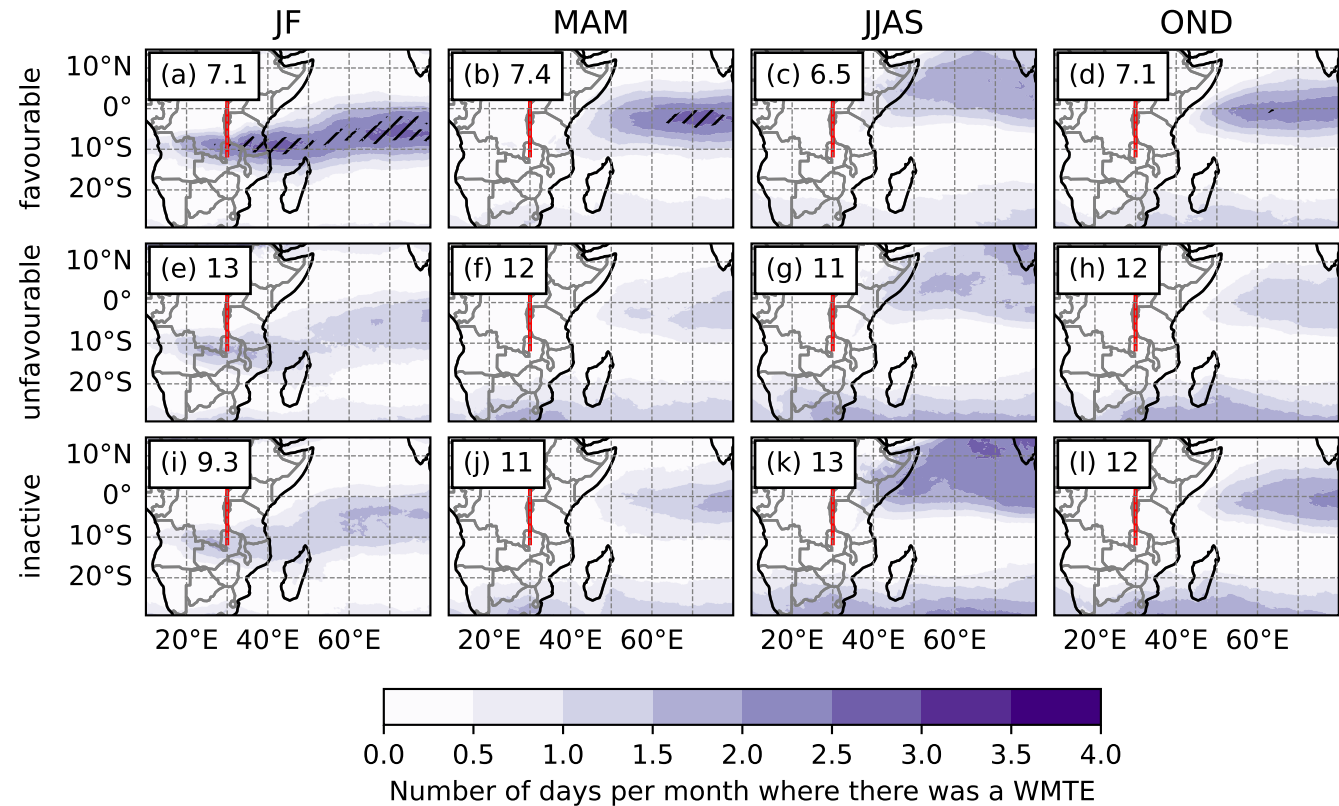 JF MAM JJAS OND
favourable
10°N
0°
10°S
20°S
(a) 7.1
(b) 7.4
(c) 6.5
(d) 7.1
unfavourable
10°N
0°
10°S
20°S
(e) 13
(f) 12
(g) 11
(h) 12
inactive
10°N
0°
10°S
20°S
(i) 9.3
(j) 11
(k) 13
(l) 12
20°E 40°E 60°E 20°E 40°E 60°E 20°E 40°E 60°E 20°E 40°E 60°E
0.0 0.5 1.0 1.5 2.0 2.5 3.0 3.5 4.0
Number of days per month where there was a WMTE